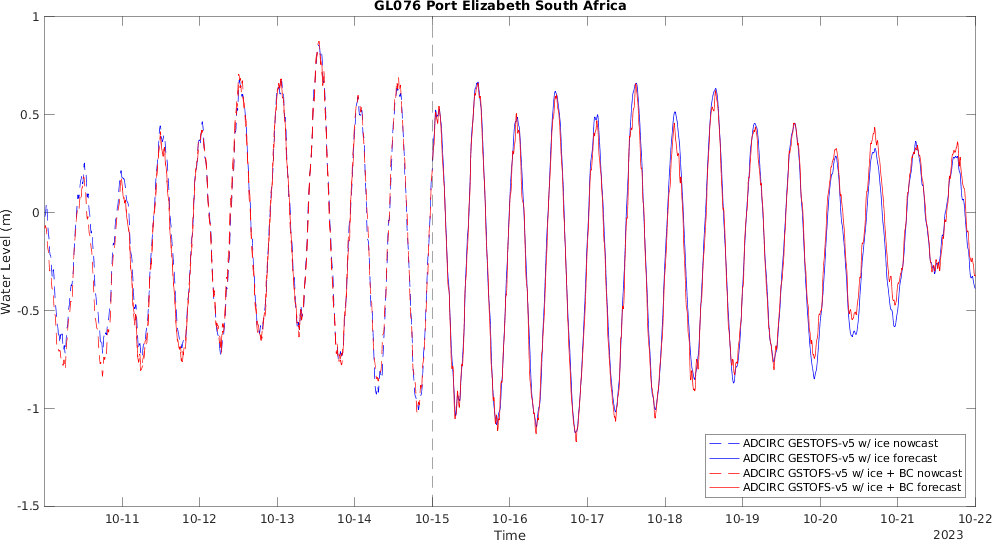 GL076 Port Elizabeth South Africa
1
0.5
0
-0.5
-1
-1.5
Water Level (m)
ADCIRC GESTOFS-v5 w/ ice nowcast
ADCIRC GESTOFS-v5 w/ ice forecast
ADCIRC GSTOFS-v5 w/ ice + BC nowcast
ADCIRC GSTOFS-v5 w/ ice + BC forecast
10-11 10-12 10-13 10-14 10-15 10-16 10-17 10-18 10-19 10-20 10-21 10-22
Time
2023